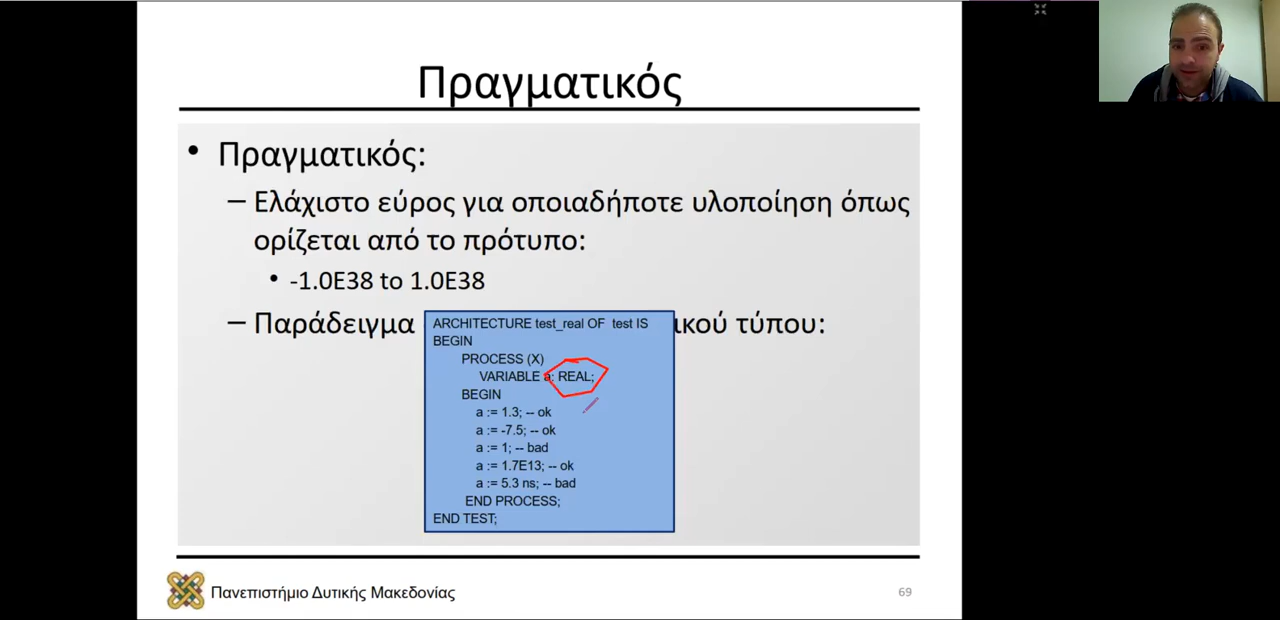 Πραγματικός
• Πραγματικός:
– Ελάχιστο εύρος για οποιαδήποτε υλοποίηση όπως
ορίζεται από το πρότυπο:
• -1.0E38 to 1.0E38
– Παράδειγμα ικού τύπου:
ARCHITECTURE test_real OF test IS
BEGIN
PROCESS (X)
VARIABLE a: REAL;
BEGIN
a := 1.3; -- ok
a := -7.5; -- ok
a := 1; -- bad
a := 1.7E13; -- ok
a := 5.3 ns; -- bad
END PROCESS;
END TEST;
Πανεπιστήμιο Δυτικής Μακεδονίας
69